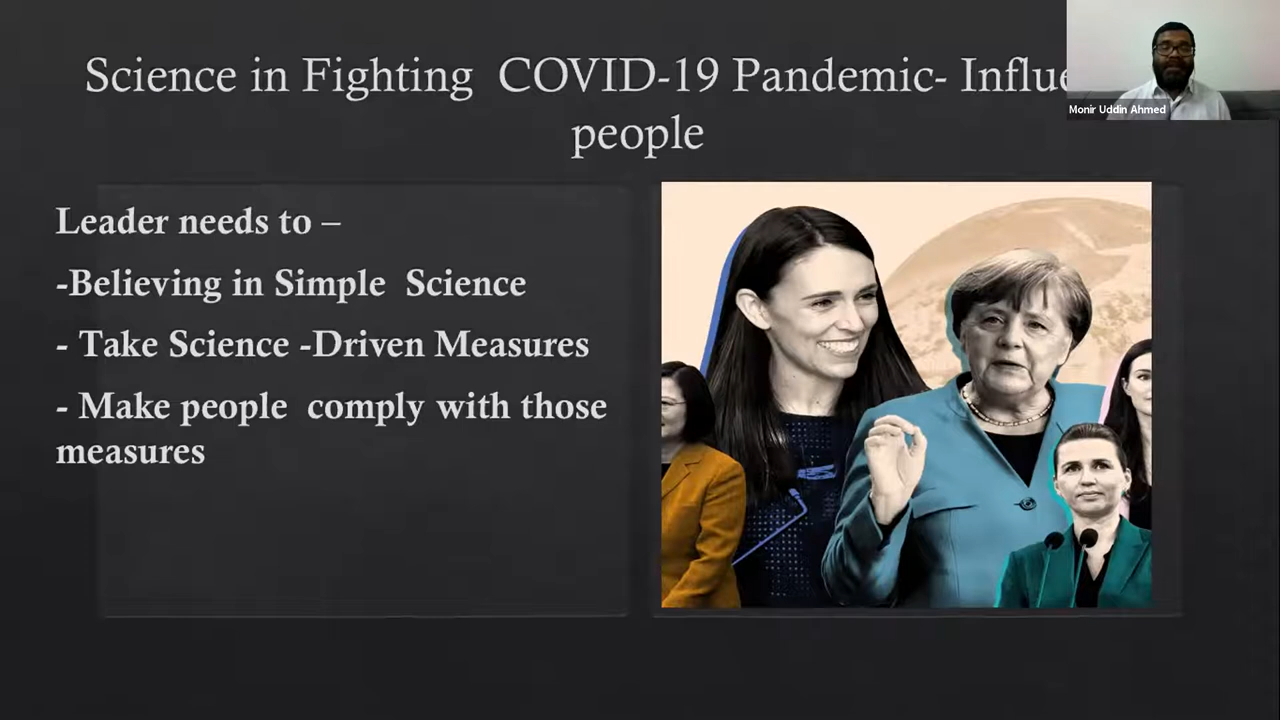 Science in Fighting COVID-19 Pandemic- Influe
people
Monir Uddin Ahmed
Leader needs to –
-Believing in Simple Science
- Take Science -Driven Measures
- Make people comply with those
measures